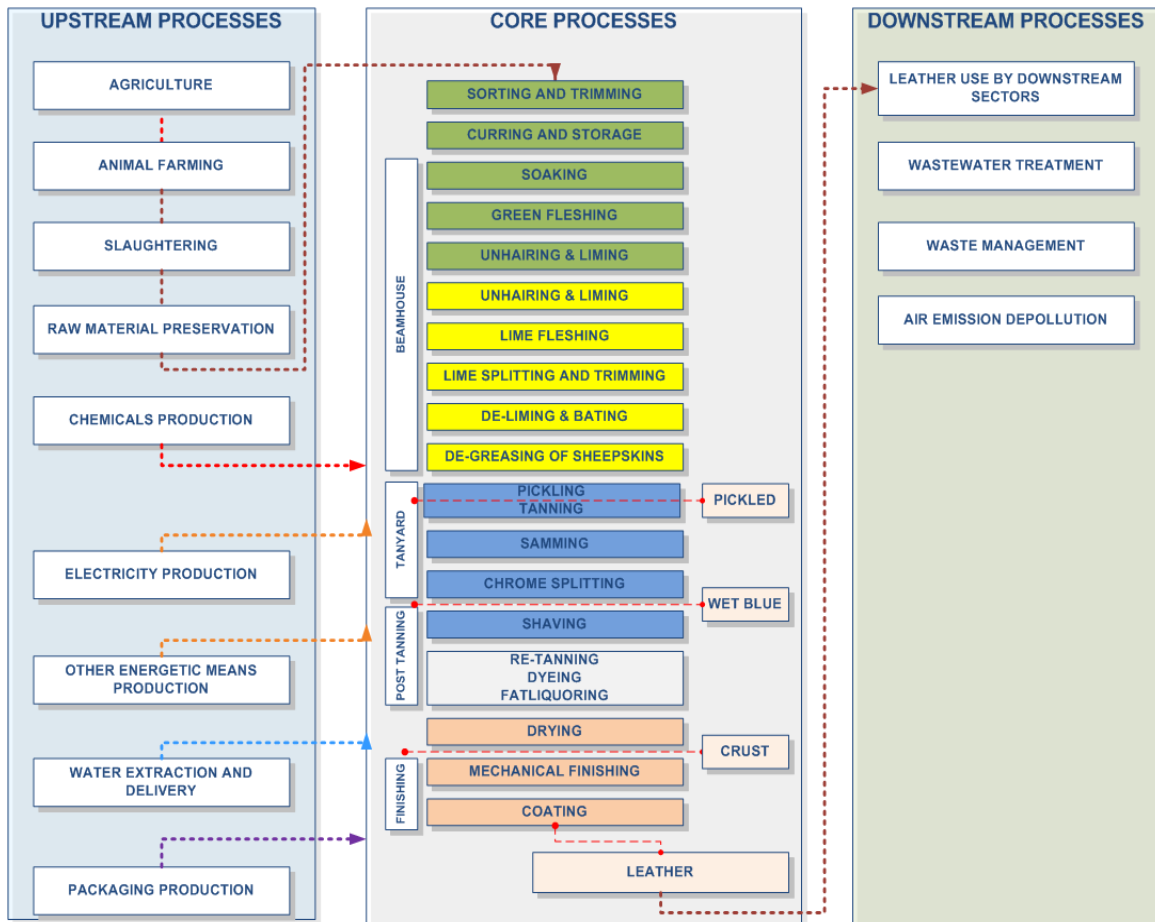 UPSTREAM PROCESSES
AGRICULTURE
ANIMAL FARMING
SLAUGHTERING
RAW MATERIAL PRESERVATION
CHEMICALS PRODUCTION
ELECTRICITY PRODUCTION
OTHER ENERGETIC MEANS
PRODUCTION
WATER EXTRACTION AND
DELIVERY
PACKAGING PRODUCTION
CORE PROCESSES
SORTING AND TRIMMING
CURRING AND STORAGE
BEAMHOUSE
SOAKING
GREEN FLESHING
UNHAIRING & LIMING
UNHAIRING & LIMING
LIME FLESHING
LIME SPLITTING AND TRIMMING
DE-LIMING & BATING
DE-GREASING OF SHEEPSKINS
TANYARD
PICKLING
TANNING
PICKLED
SAMMING
CHROME SPLITTING
WET BLUE
POST TANNING
SHAVING
RE-TANNING
DYEING
FATLIQUORING
DRYING
CRUST
FINISHING
MECHANICAL FINISHING
COATING
LEATHER
DOWNSTREAM PROCESSES
LEATHER USE BY DOWNSTREAM
SECTORS
WASTEWATER TREATMENT
WASTE MANAGEMENT
AIR EMISSION DEPOLLUTION